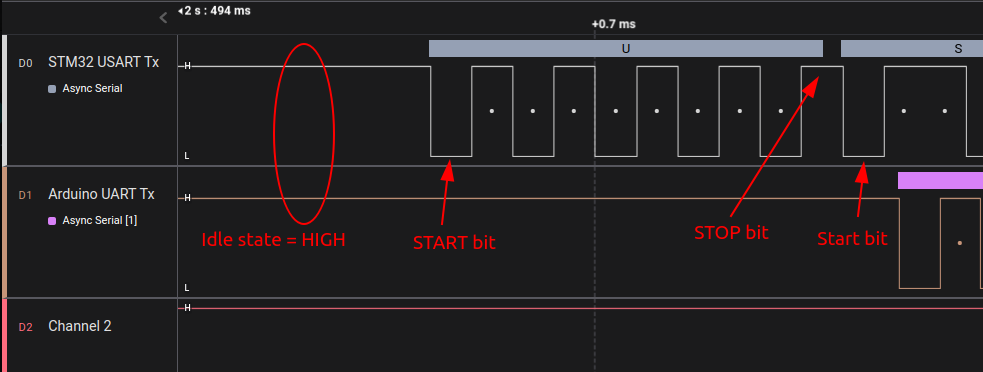 2 s : 494 ms
+0.7 ms
D0 STM32 USART Tx
Async Serial
H
L
U
S
D1 Arduino UART Tx
Async Serial [1]
H
L
Idle state = HIGH
START bit
STOP bit
Start bit
D2 Channel 2
H